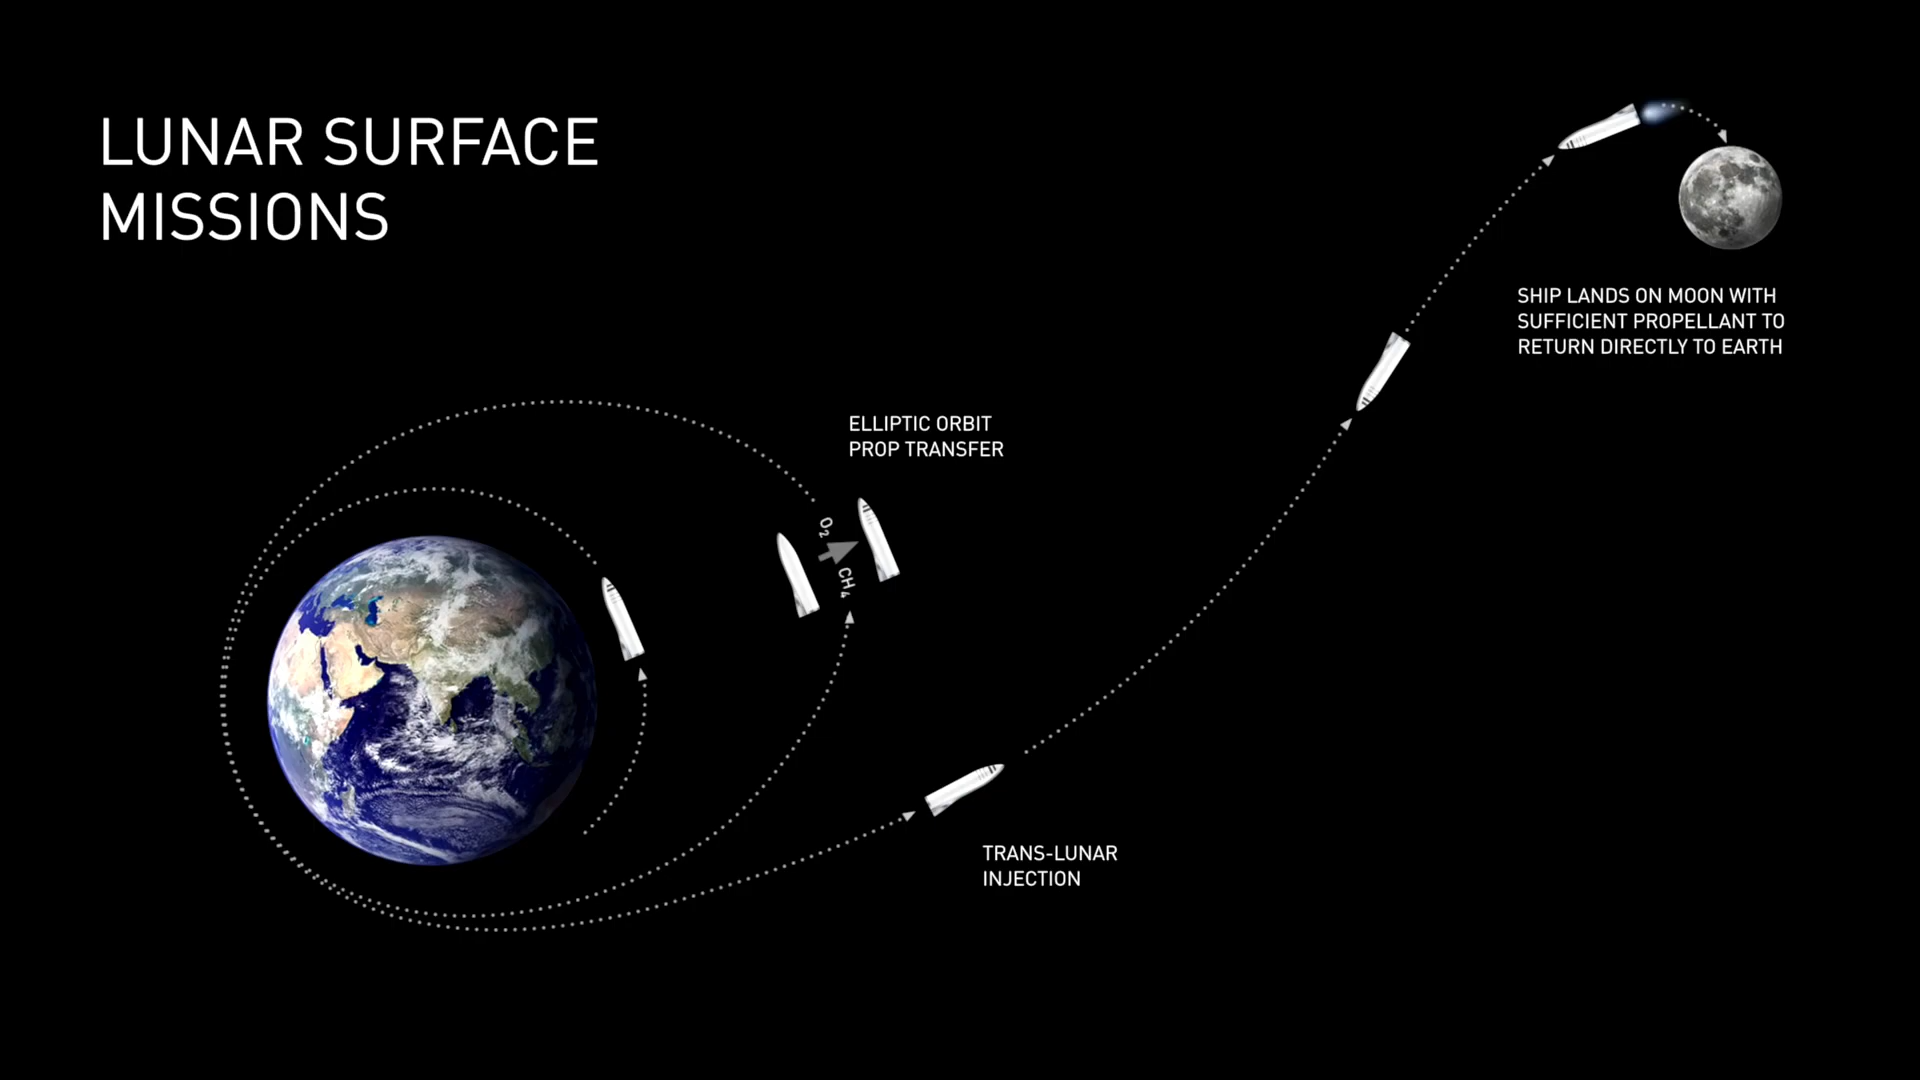 LUNAR SURFACE
MISSIONS
ELLIPTIC ORBIT
PROP TRANSFER
O₂
CH₄
TRANS-LUNAR
INJECTION
SHIP LANDS ON MOON WITH
SUFFICIENT PROPELLANT TO
RETURN DIRECTLY TO EARTH